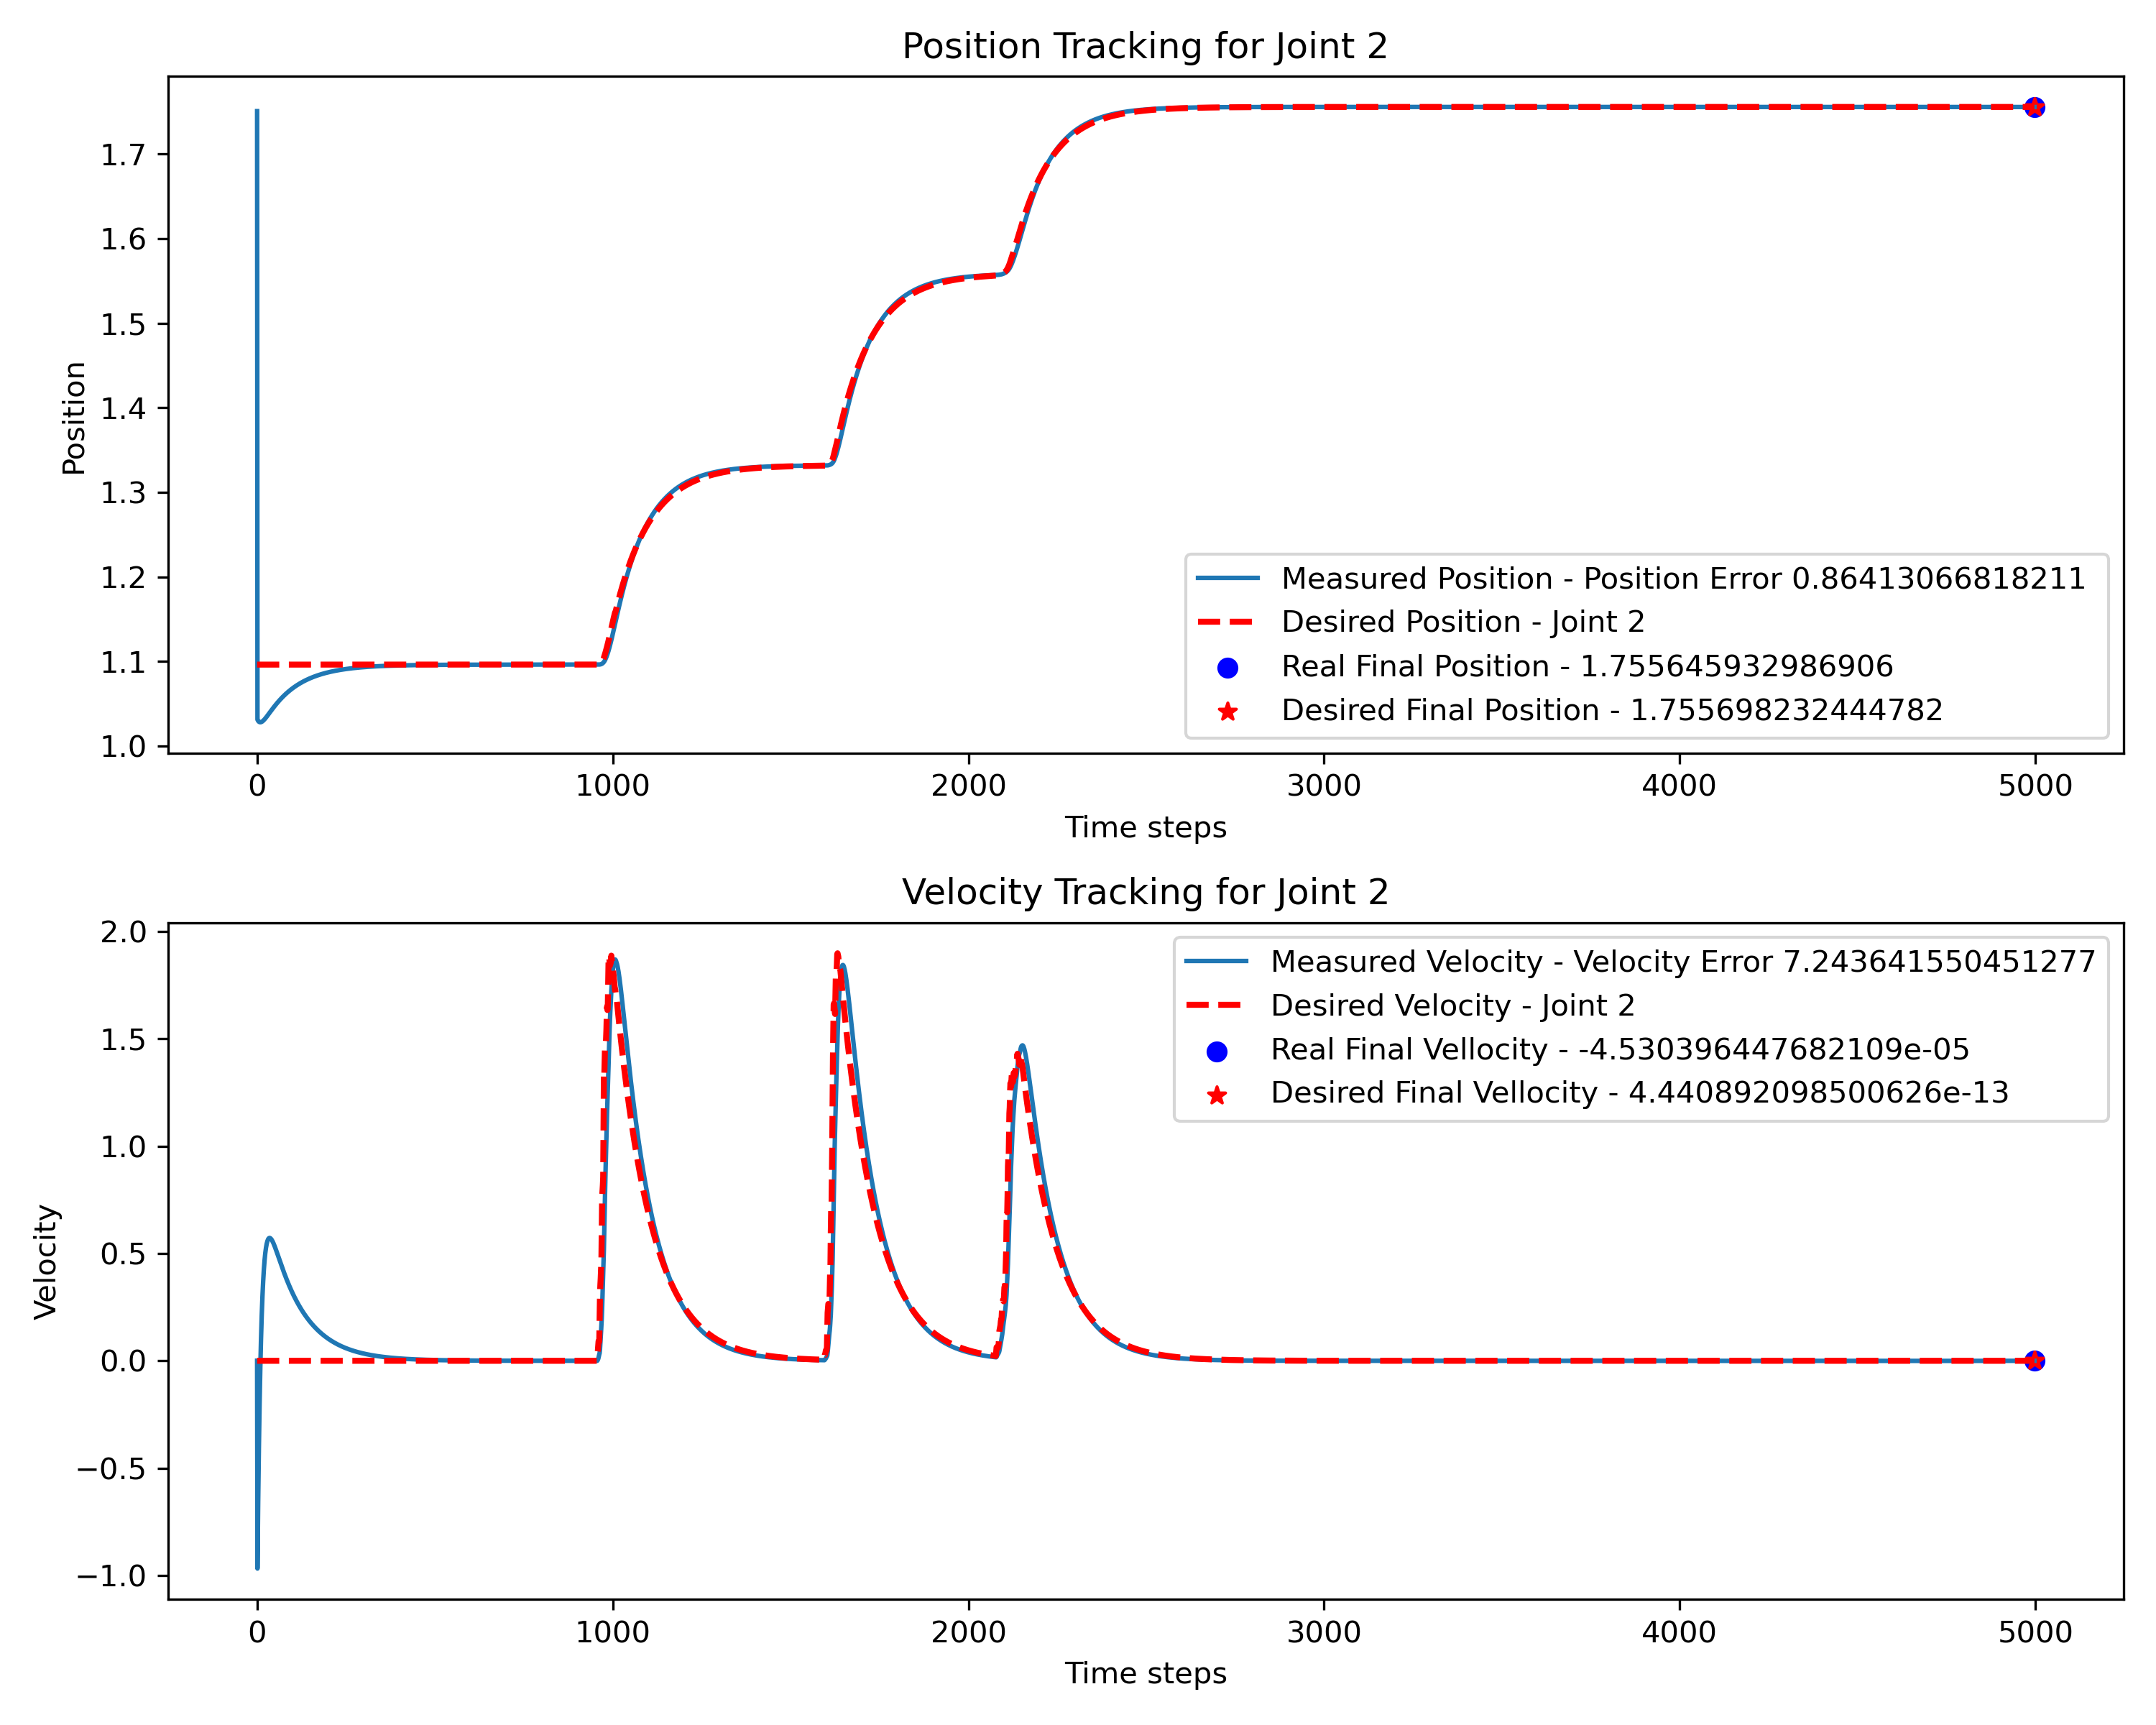 Position Tracking for Joint 2
Position
1.7
1.6
1.5
1.4
1.3
1.2
1.1
1.0
Measured Position - Position Error 0.86413066818211
Desired Position - Joint 2
Real Final Position - 1.755645932986906
Desired Final Position - 1.755698232444782
0 1000 2000 3000 4000 5000
Time steps
Velocity Tracking for Joint 2
Velocity
2.0
1.5
1.0
0.5
0.0
−0.5
−1.0
Measured Velocity - Velocity Error 7.243641550451277
Desired Velocity - Joint 2
Real Final Vellocity - -4.530396447682109e-05
Desired Final Vellocity - 4.440892098500626e-13
0 1000 2000 3000 4000 5000
Time steps